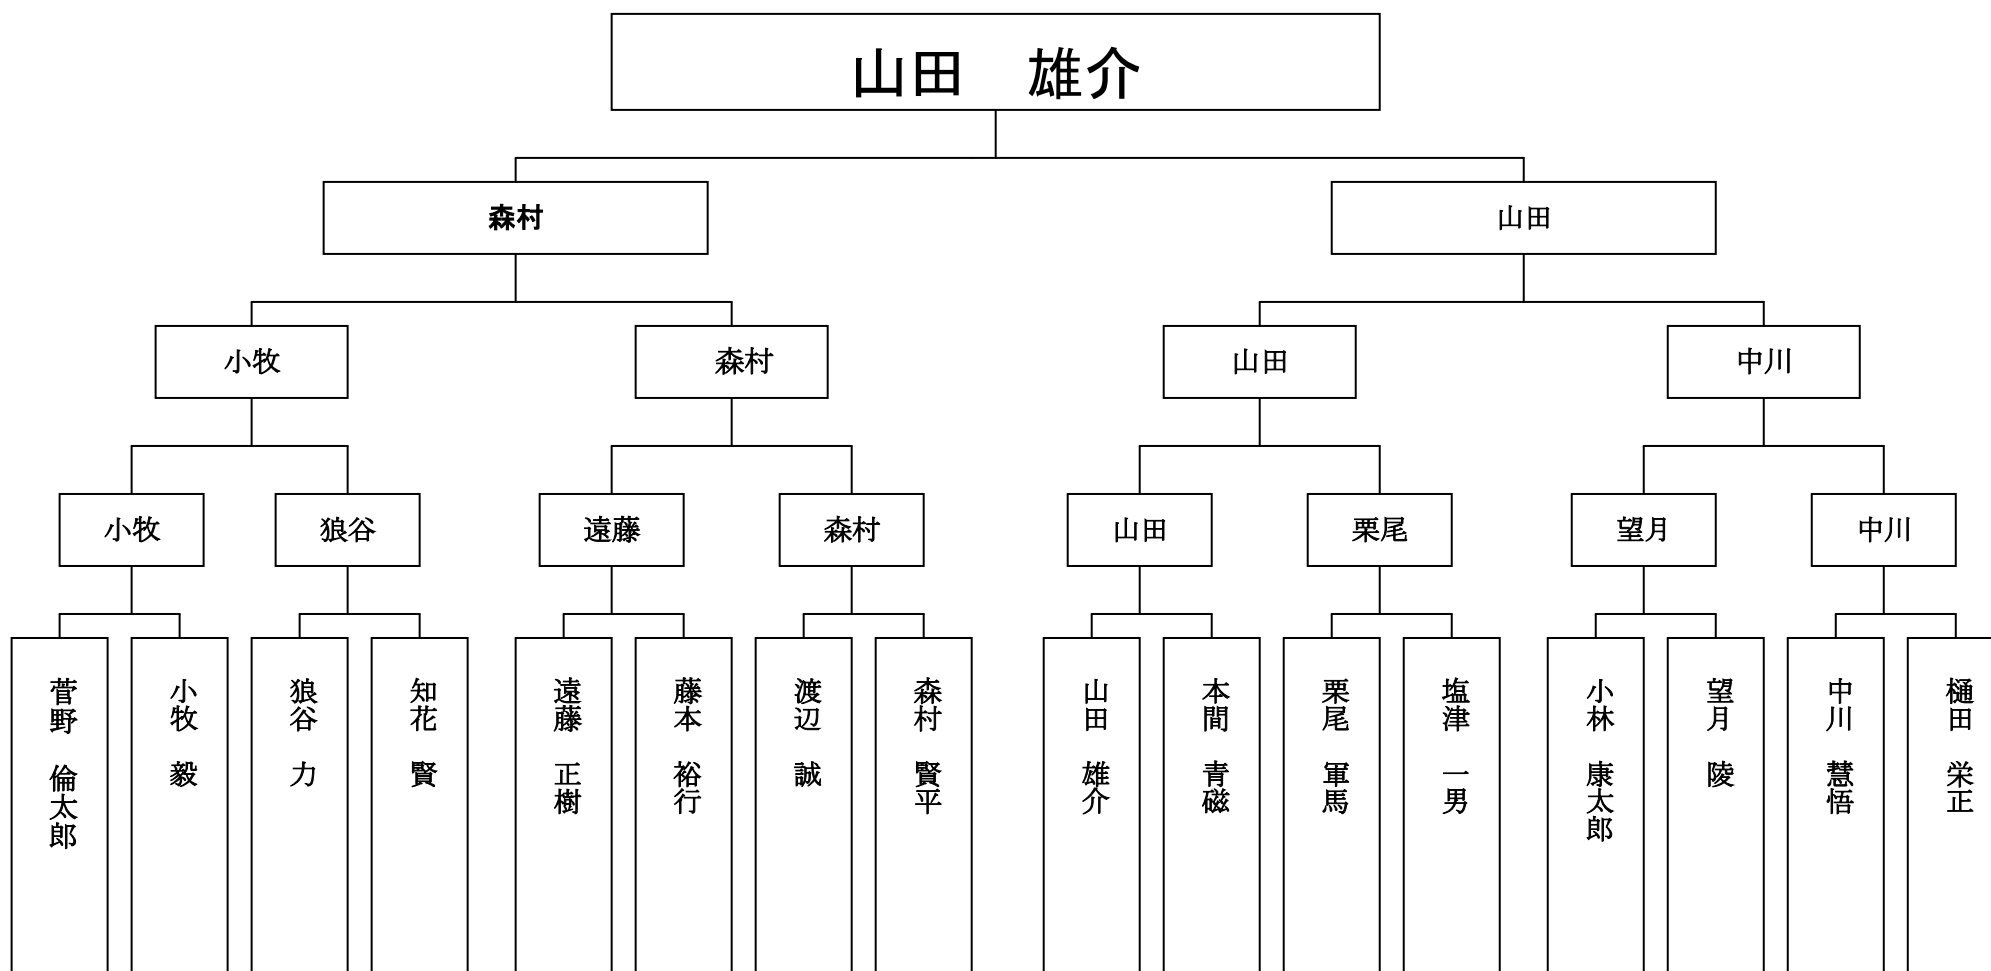 山田　雄介
森村
山田
小牧
森村
山田
中川
小牧
狼谷
遠藤
森村
山田
栗尾
望月
中川
菅野　倫太郎
小牧　毅
狼谷　力
知花　賢
遠藤　正樹
藤本　裕行
渡辺　誠
森村　賢平
山田　雄介
本間　青磁
栗尾　軍馬
塩津　一男
小林　康太郎
望月　陵
中川　慧悟
樋田　栄正